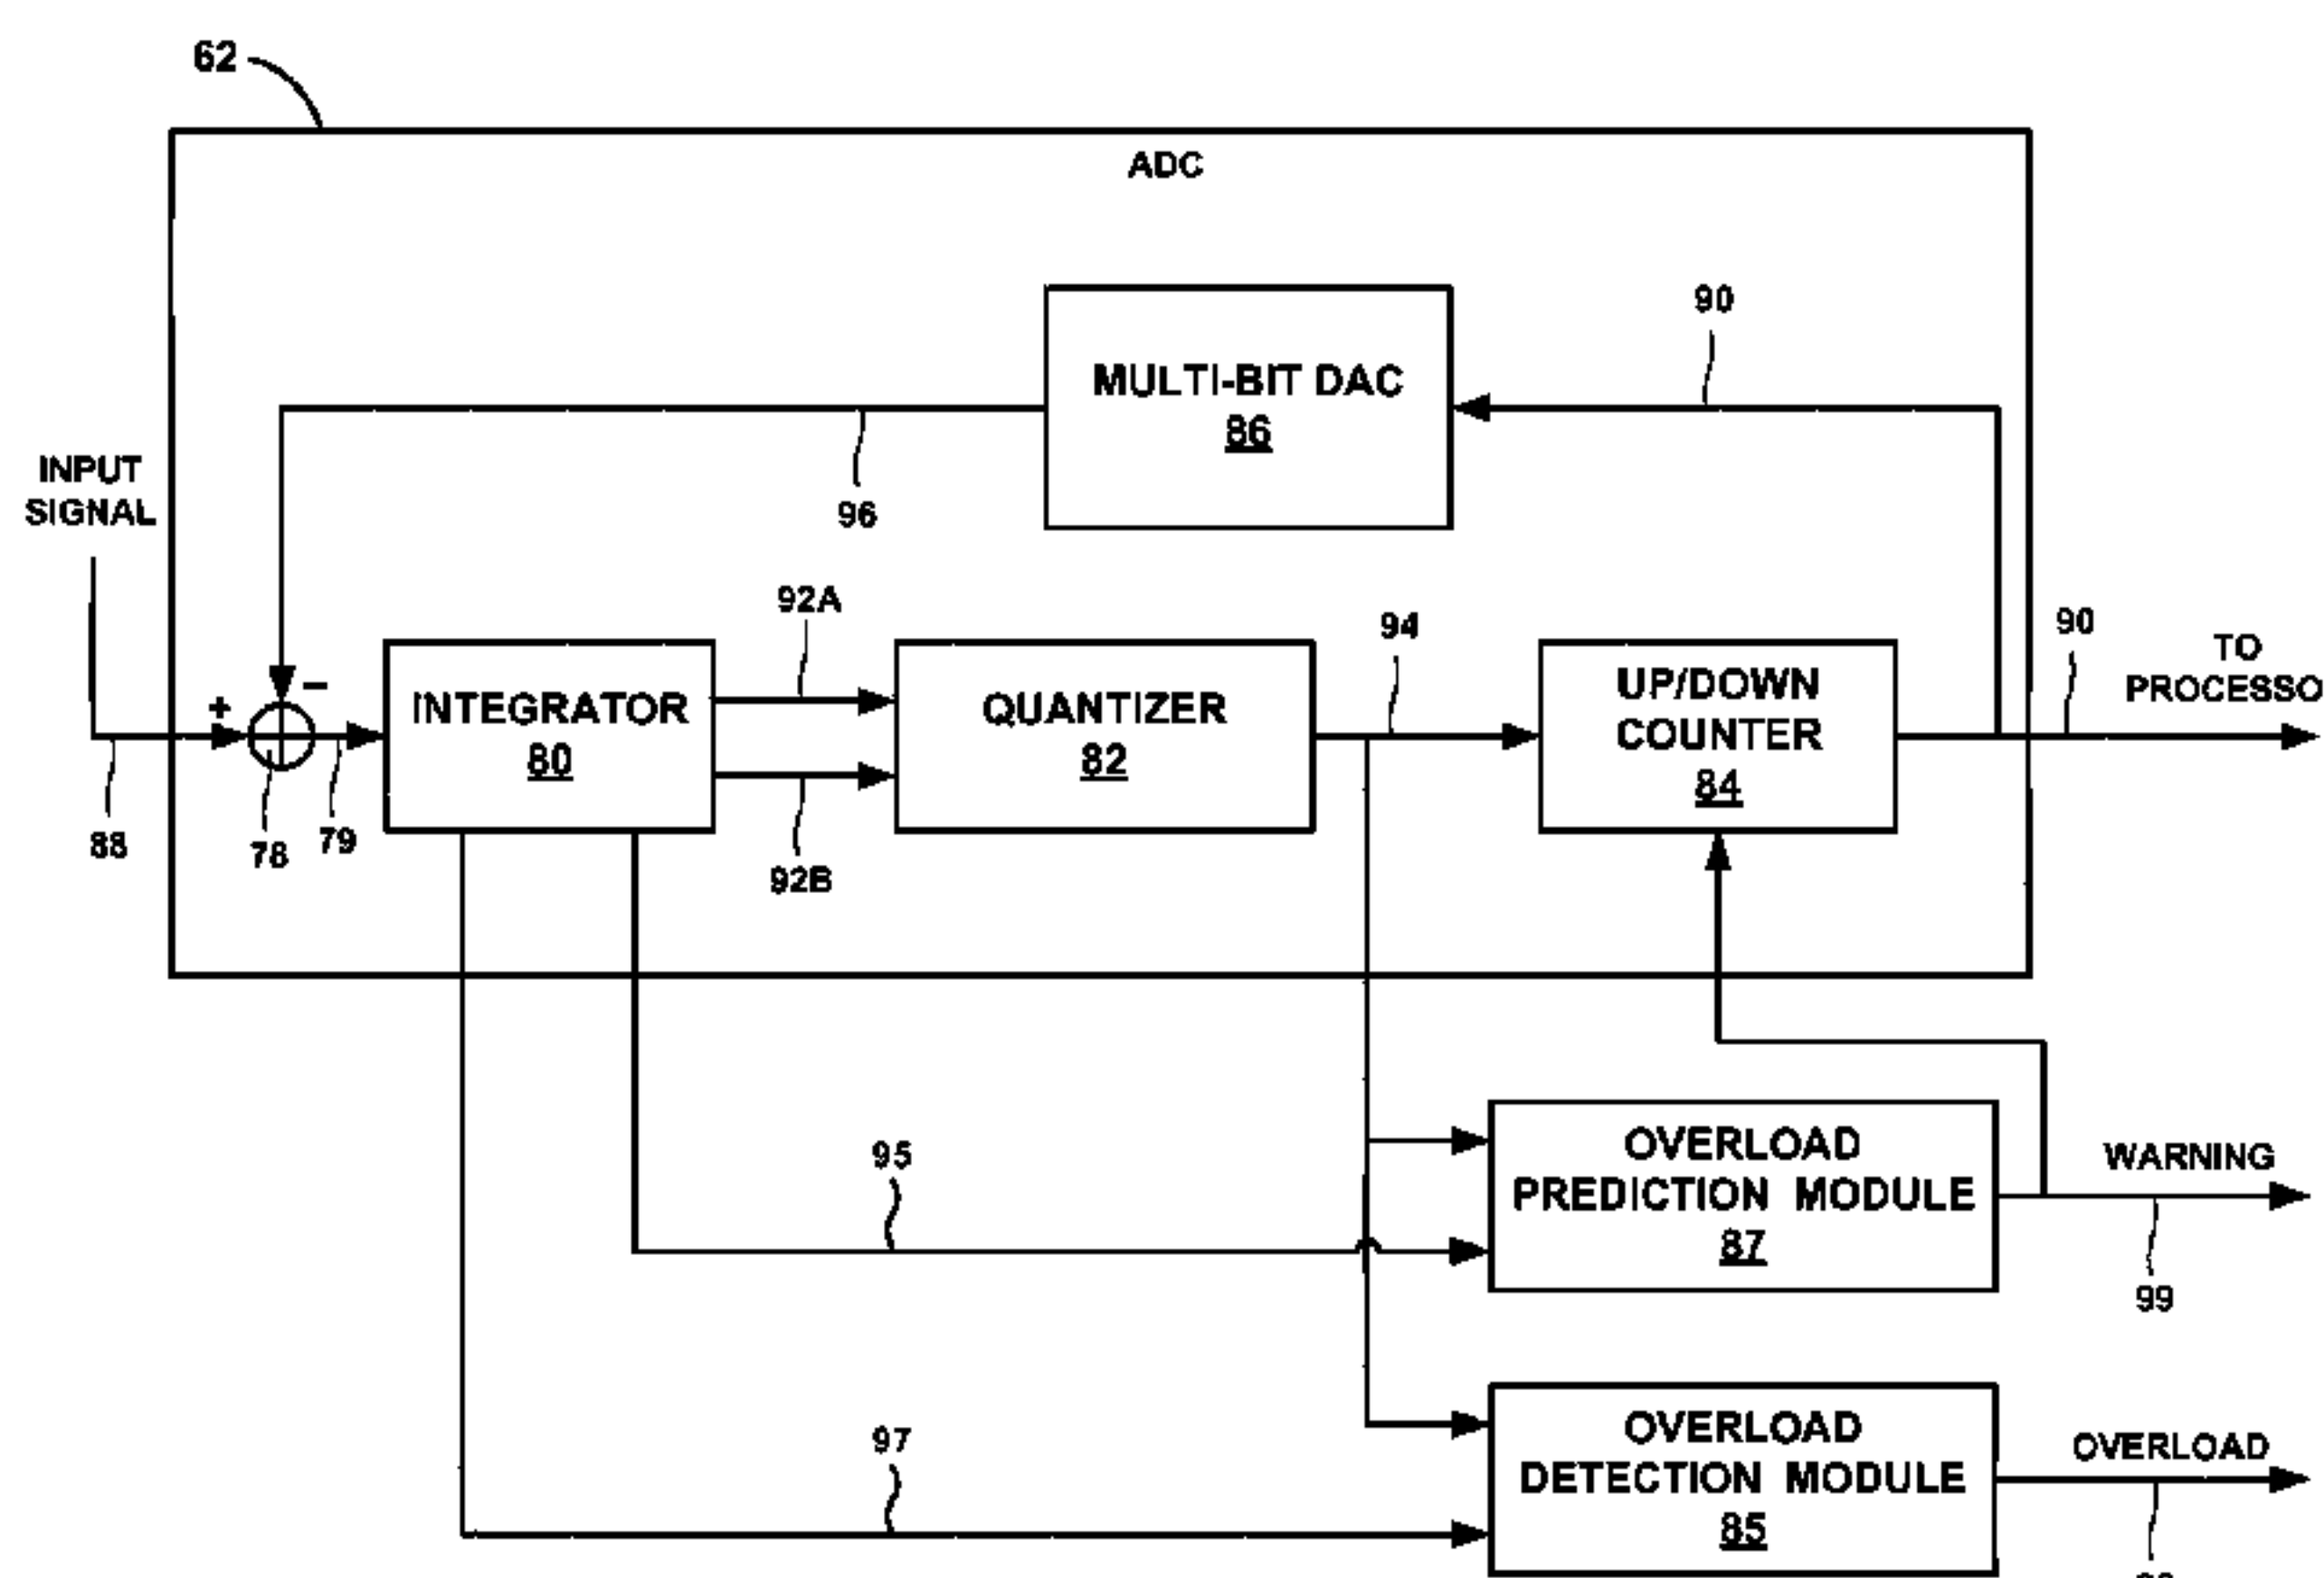 62
ADC
90
MULTI-BIT DAC
86
96
INPUT
SIGNAL
92A
94
90
TO
PROCESSO
+
−
INTEGRATOR
80
QUANTIZER
82
UP/DOWN
COUNTER
84
88
78
79
92B
95
OVERLOAD
PREDICTION MODULE
87
WARNING
99
97
OVERLOAD
DETECTION MODULE
85
OVERLOAD